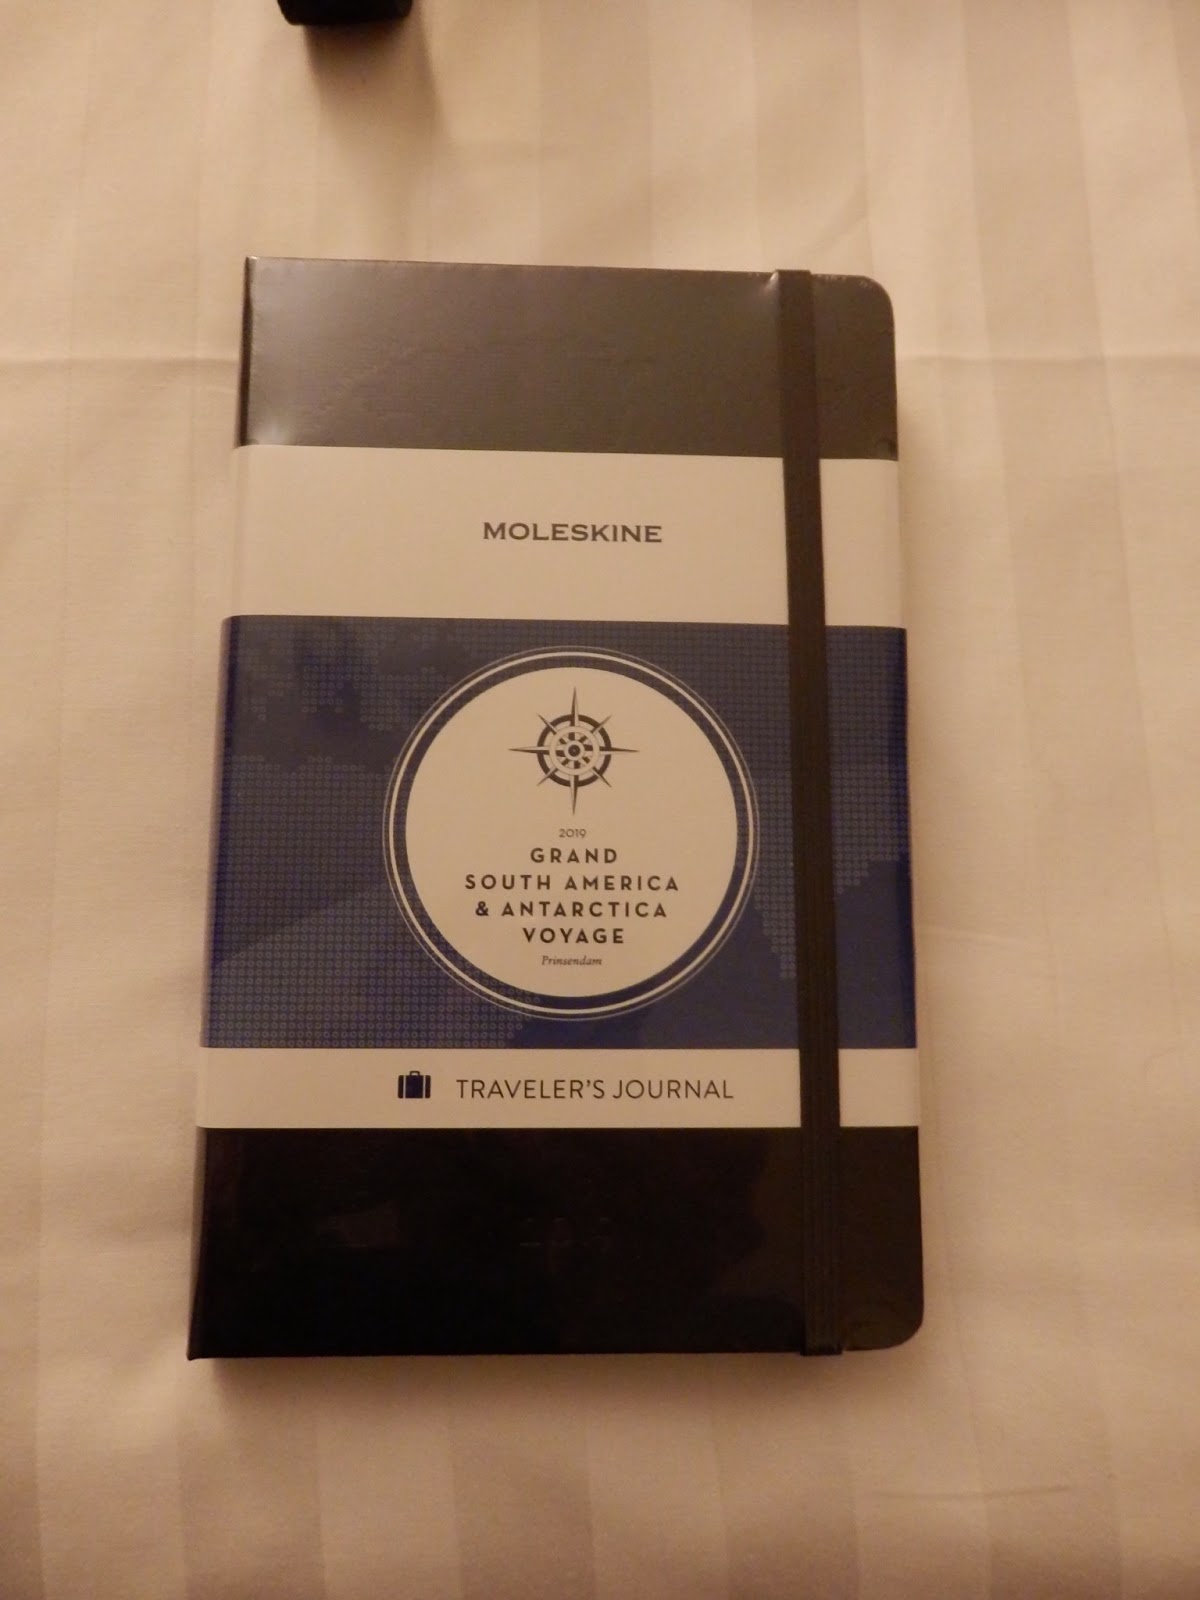 MOLESKINE
2019
GRAND
SOUTH AMERICA
& ANTARCTICA
VOYAGE
Prinsendam
TRAVELER'S JOURNAL